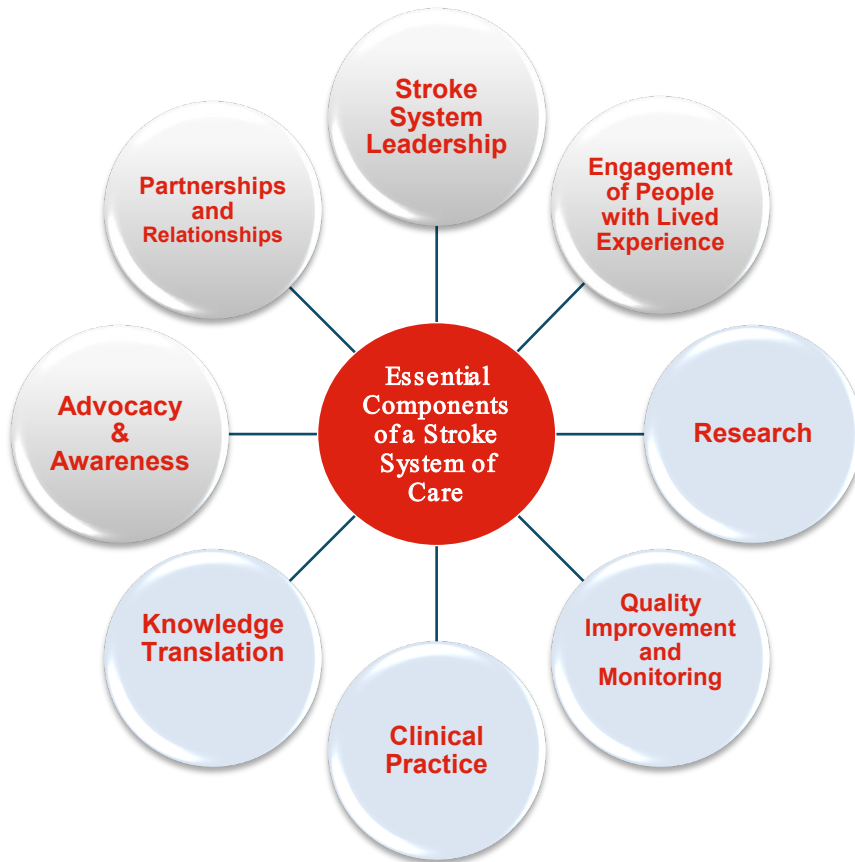 Stroke
System
Leadership
Engagement
of People
with Lived
Experience
Research
Quality
Improvement
and
Monitoring
Clinical
Practice
Knowledge
Translation
Advocacy
&
Awareness
Partnerships
and
Relationships
Essential
Components
of a Stroke
System of
Care